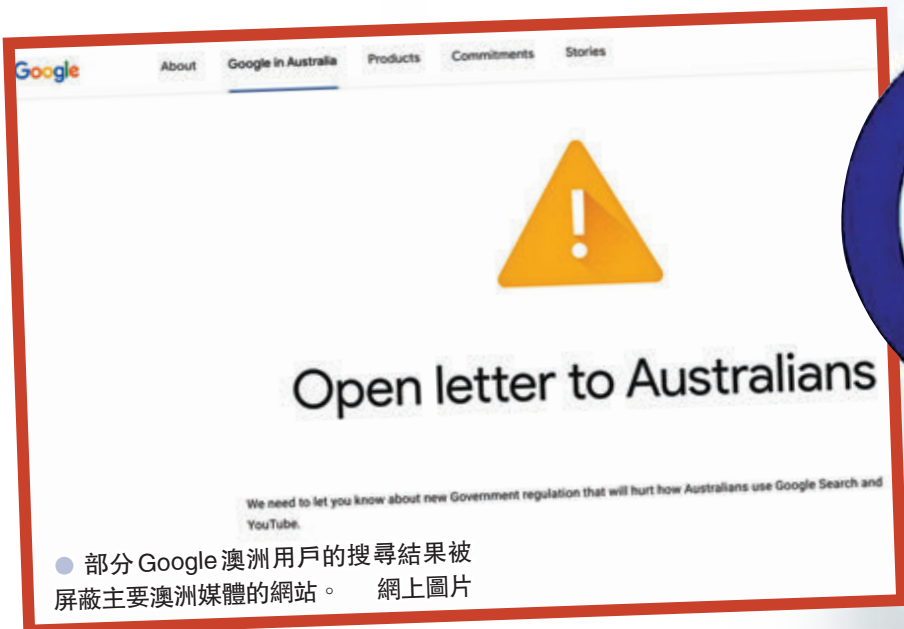 Google About Google in Australia Products Commitments Stories
!
Open letter to Australians
We need to let you know about new Government regulation that will hurt how Australians use Google Search and
YouTube.
● 部分Google澳洲用戶的搜尋結果被
屏蔽主要澳洲媒體的網站。 網上圖片